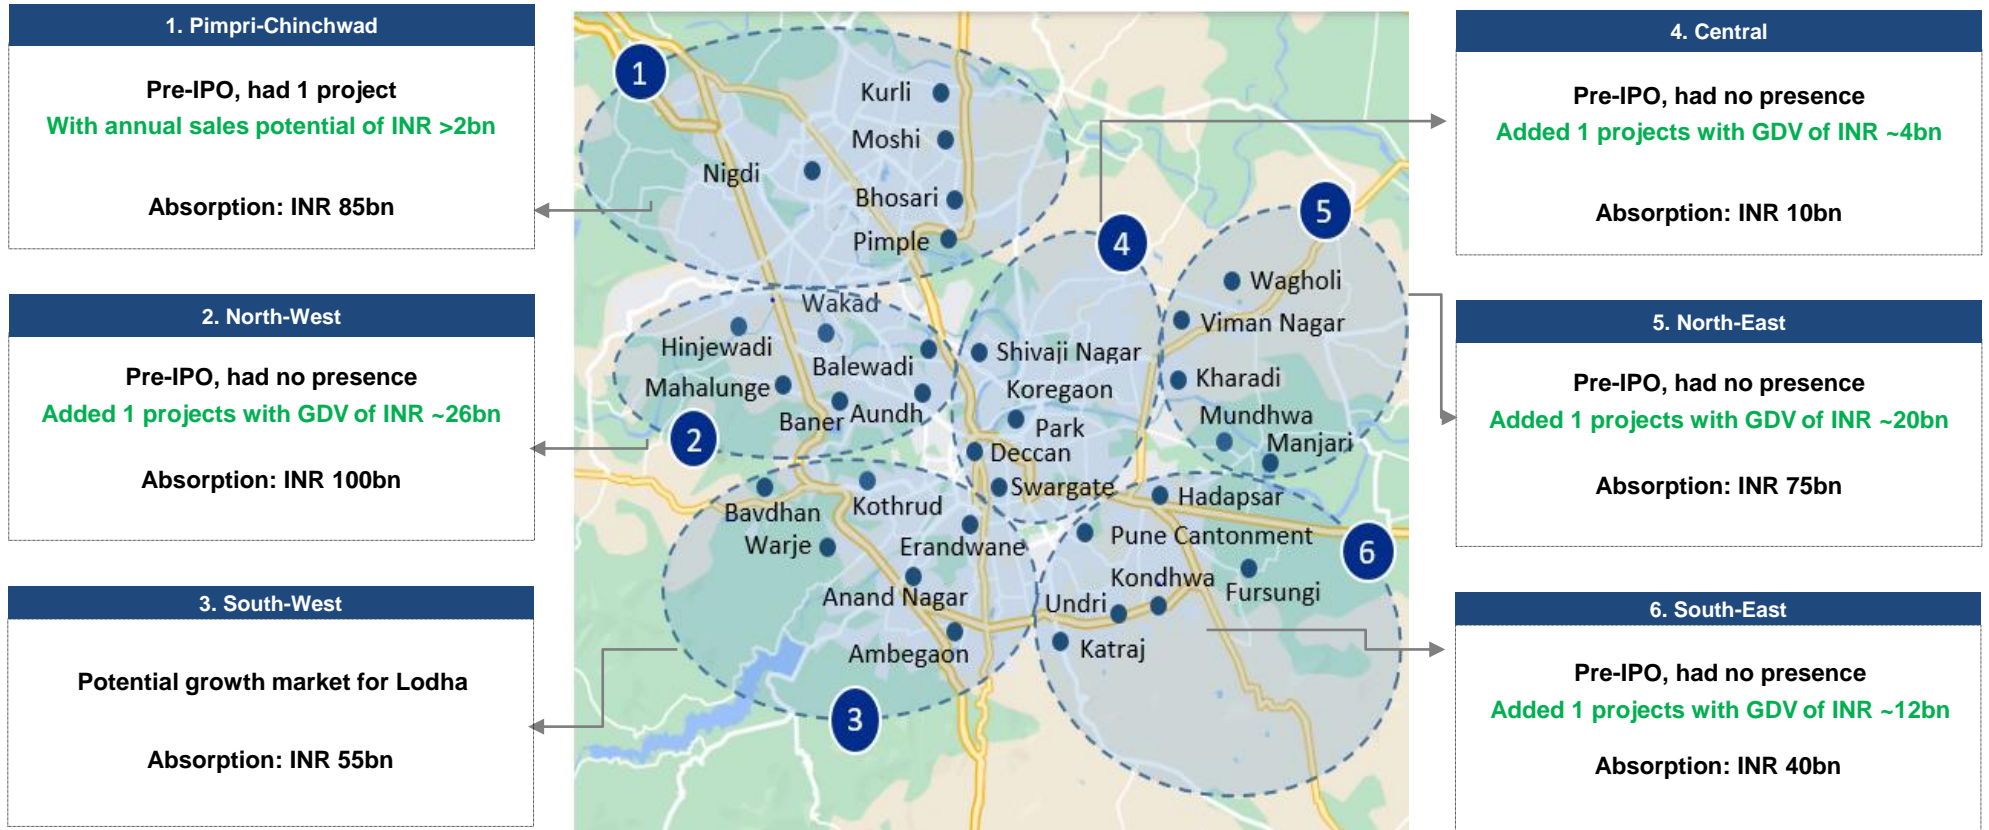 1. Pimpri-Chinchwad
Pre-IPO, had 1 project
With annual sales potential of INR >2bn
Absorption: INR 85bn
2. North-West
Pre-IPO, had no presence
Added 1 projects with GDV of INR ~26bn
Absorption: INR 100bn
3. South-West
Potential growth market for Lodha
Absorption: INR 55bn
1
Kurli
Moshi
Nigdi
Bhosari
Pimple
Wakad
Hinjewadi
Balewadi
Mahalunge
Baner
Aundh
2
4
Shivaji Nagar
Koregaon
Park
Deccan
Swargate
5
Wagholi
Viman Nagar
Kharadi
Mundhwa
Manjari
Bavdhan
Kothrud
Warje
Erandwane
Anand Nagar
Ambegaon
3
Hadapsar
Pune Cantonment
6
Kondhwa
Fursungi
Undri
Katraj
4. Central
Pre-IPO, had no presence
Added 1 projects with GDV of INR ~4bn
Absorption: INR 10bn
5. North-East
Pre-IPO, had no presence
Added 1 projects with GDV of INR ~20bn
Absorption: INR 75bn
6. South-East
Pre-IPO, had no presence
Added 1 projects with GDV of INR ~12bn
Absorption: INR 40bn